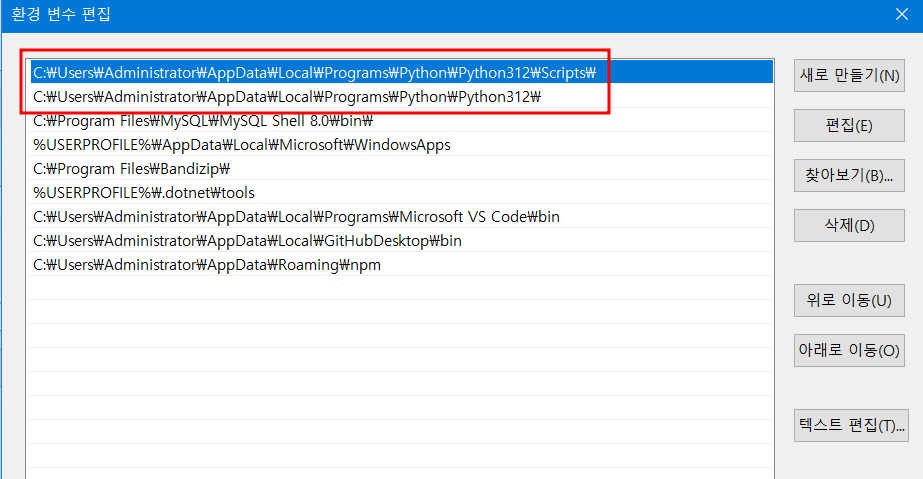 환경 변수 편집
C:₩Users₩Administrator₩AppData₩Local₩Programs₩Python₩Python312₩Scripts₩
C:₩Users₩Administrator₩AppData₩Local₩Programs₩Python₩Python312₩
C:₩Program Files₩MySQL₩MySQL Shell 8.0₩bin₩
%USERPROFILE%₩AppData₩Local₩Microsoft₩WindowsApps
C:₩Program Files₩Bandizip₩
%USERPROFILE%₩.dotnet₩tools
C:₩Users₩Administrator₩AppData₩Local₩Programs₩Microsoft VS Code₩bin
C:₩Users₩Administrator₩AppData₩Local₩GitHubDesktop₩bin
C:₩Users₩Administrator₩AppData₩Roaming₩npm
새로 만들기(N)
편집(E)
찾아보기(B)...
삭제(D)
위로 이동(U)
아래로 이동(O)
텍스트 편집(T)...